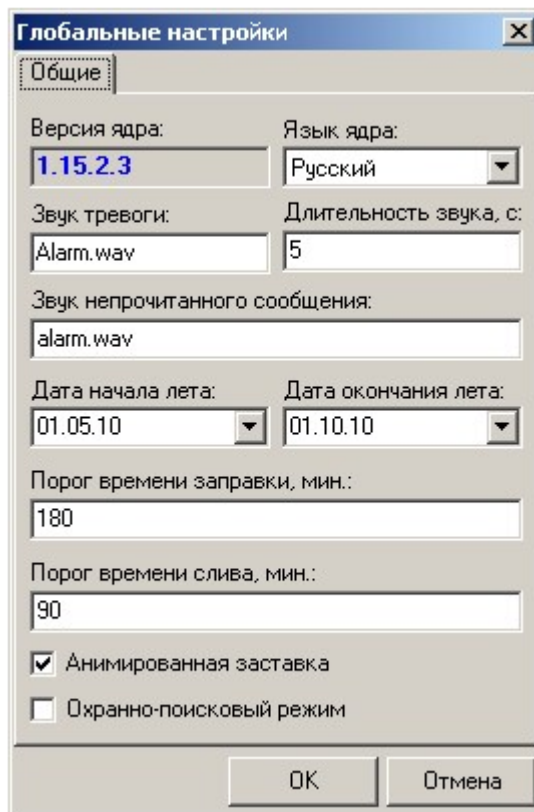 Глобальные настройки
Общие
Версия ядра: Язык ядра:
1.15.2.3 Русский
Звук тревоги: Длительность звука, с:
Alarm.wav 5
Звук непрочитанного сообщения:
alarm.wav
Дата начала лета: Дата окончания лета:
01.05.10 01.10.10
Порог времени заправки, мин.:
180
Порог времени слива, мин.:
90
Анимированная заставка
Охранно-поисковый режим
OK Отмена